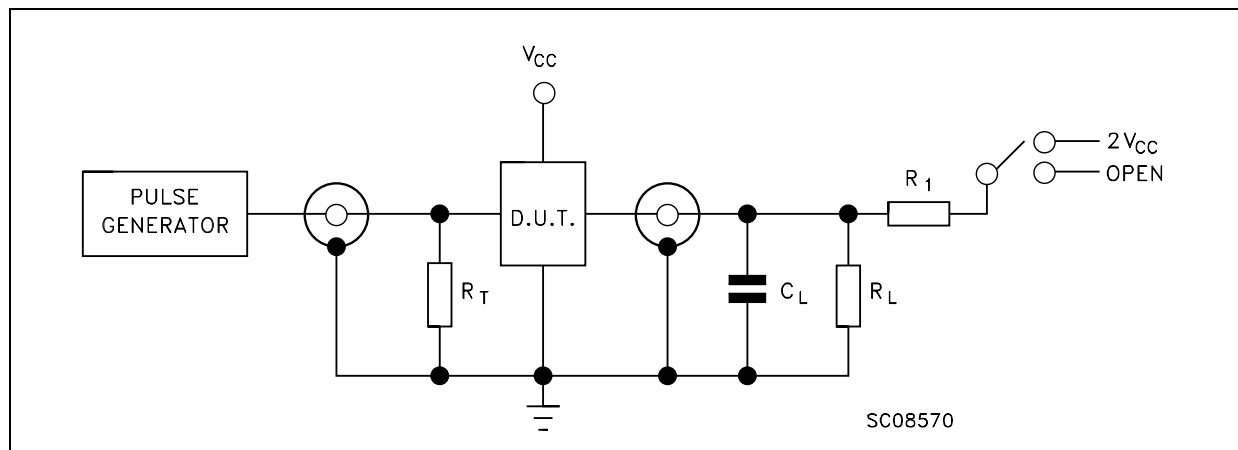 VCC
2VCC
OPEN
R1
PULSE
GENERATOR
D.U.T.
RT
CL
RL
SC08570